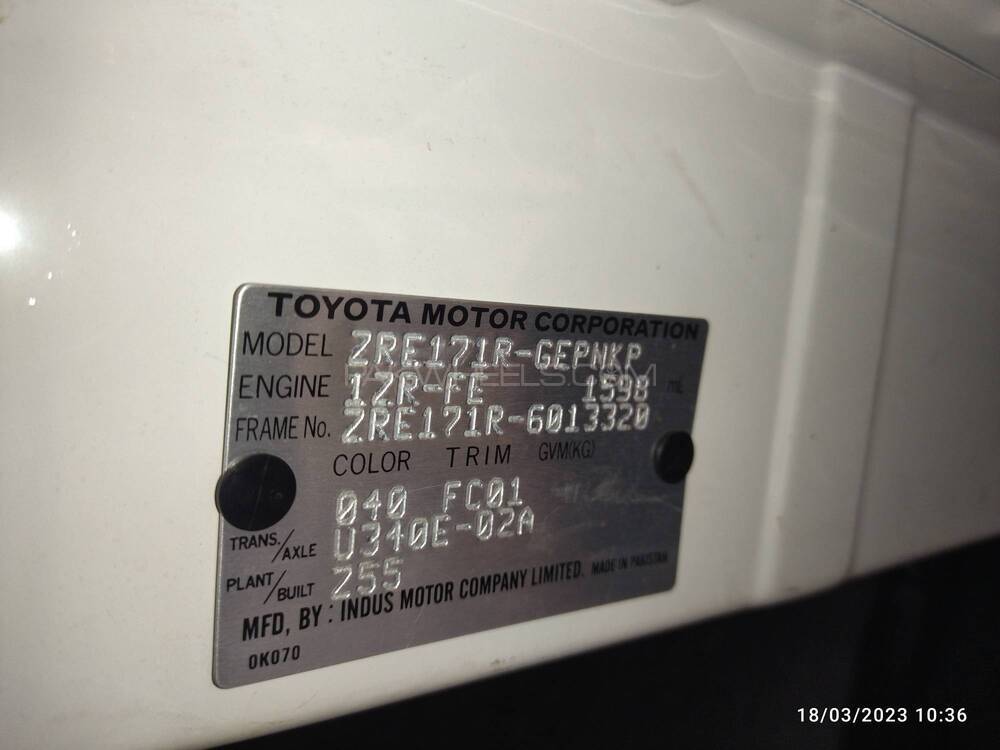 TOYOTA MOTOR CORPORATION
MODEL ZRE171R-GEPNKP
PAKWHEELS.COM
ENGINE 1ZR-FE 1598 mL
FRAME No. ZRE171R-6013320
COLOR TRIM GVM(KG)
040 FC01
TRANS./AXLE U340E-02A
PLANT/BUILT Z55
MFD, BY : INDUS MOTOR COMPANY LIMITED. MADE IN PAKISTAN
0K070
18/03/2023 10:36